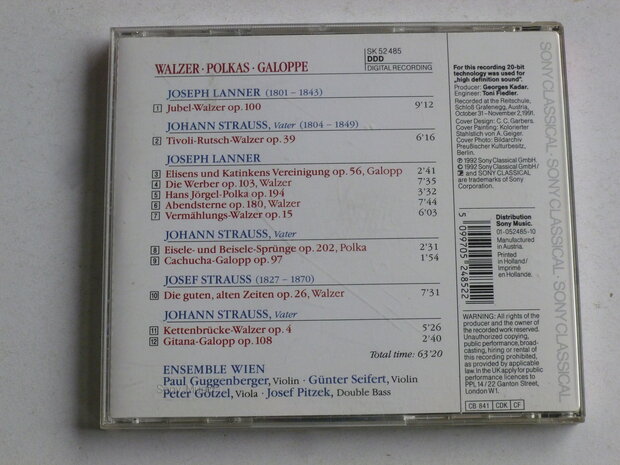 WALZER · POLKAS · GALOPPE
SK 52 485
DDD
DIGITAL RECORDING
JOSEPH LANNER (1801 – 1843)
1 Jubel-Walzer op. 100 9'12
JOHANN STRAUSS, Vater (1804 – 1849)
2 Tivoli-Rutsch-Walzer op. 39 6'16
JOSEPH LANNER
3 Elisens und Katinkens Vereinigung op. 56, Galopp 2'41
4 Die Werber op. 103, Walzer 7'35
5 Hans Jörgel-Polka op. 194 3'32
6 Abendsterne op. 180, Walzer 7'44
7 Vermählungs-Walzer op. 15 6'03
JOHANN STRAUSS, Vater
8 Eisele- und Beisele-Sprünge op. 202, Polka 2'31
9 Cachucha-Galopp op. 97 1'54
JOSEF STRAUSS (1827 – 1870)
10 Die guten, alten Zeiten op. 26, Walzer 7'31
JOHANN STRAUSS, Vater
11 Kettenbrücke-Walzer op. 4 5'26
12 Gitana-Galopp op. 108 2'40
Total time: 63'20
ENSEMBLE WIEN
Paul Guggenberger, Violin · Günter Seifert, Violin
Peter Götzel, Viola · Josef Pitzek, Double Bass
For this recording 20-bit
technology was used for
„high definition sound".
Producer: Georges Kadar.
Engineer: Toni Fiedler.
Recorded at the Reitschule,
Schloß Grafenegg, Austria,
October 31 – November 2, 1991.
Cover Design: C. C. Garbers.
Cover Painting: Kolorierter
Stahlstich von A. Geiger.
Cover Photo: Bildarchiv
Preußischer Kulturbesitz,
Berlin.
℗ 1992 Sony Classical GmbH.
© 1992 Sony Classical GmbH/
and SONY CLASSICAL
are trademarks of Sony
Corporation.
5 099705 248522
Distribution
Sony Music.
01-052485-10
Manufactured
in Austria.
Printed
in Holland /
Imprimé
en Hollande.
WARNING: All rights of the
producer and the owner of
the recorded work reserved.
Unauthorized copying,
public performance, broad-
casting, hiring or rental of
this recording prohibited,
as provided by applicable
law. In the UK apply for public
performance licences to
PPL 14 / 22 Ganton Street,
London W1.
CB 841 CDK CF
SONY CLASSICAL SONY CLASSICAL SONY CLASSICAL SONY CLASSICAL